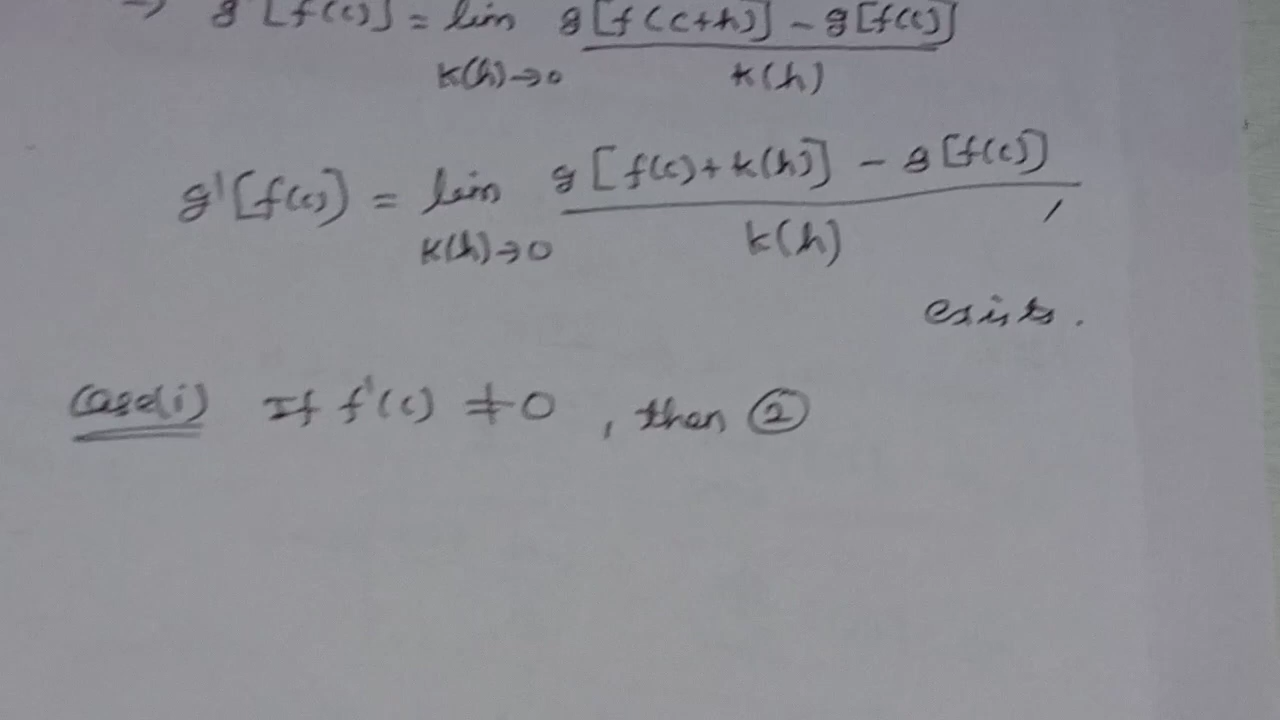 → g'[f(c)] = lim g[f(c+h)] - g[f(c)]
k(h)→0 k(h)
g'[f(c)] = lim g[f(c)+k(h)] - g[f(c)] ,
k(h)→0 k(h)
exists.
Case(i) If f'(c) ≠ 0 , then ②